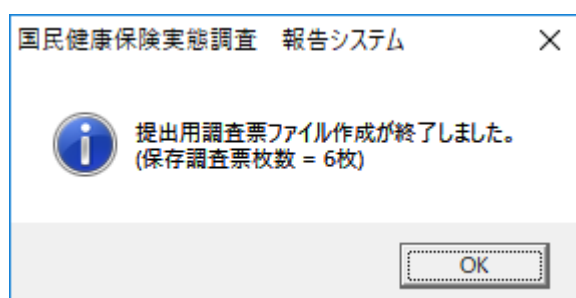 国民健康保険実態調査　報告システム
提出用調査票ファイル作成が終了しました。
(保存調査票枚数 = 6枚)
OK